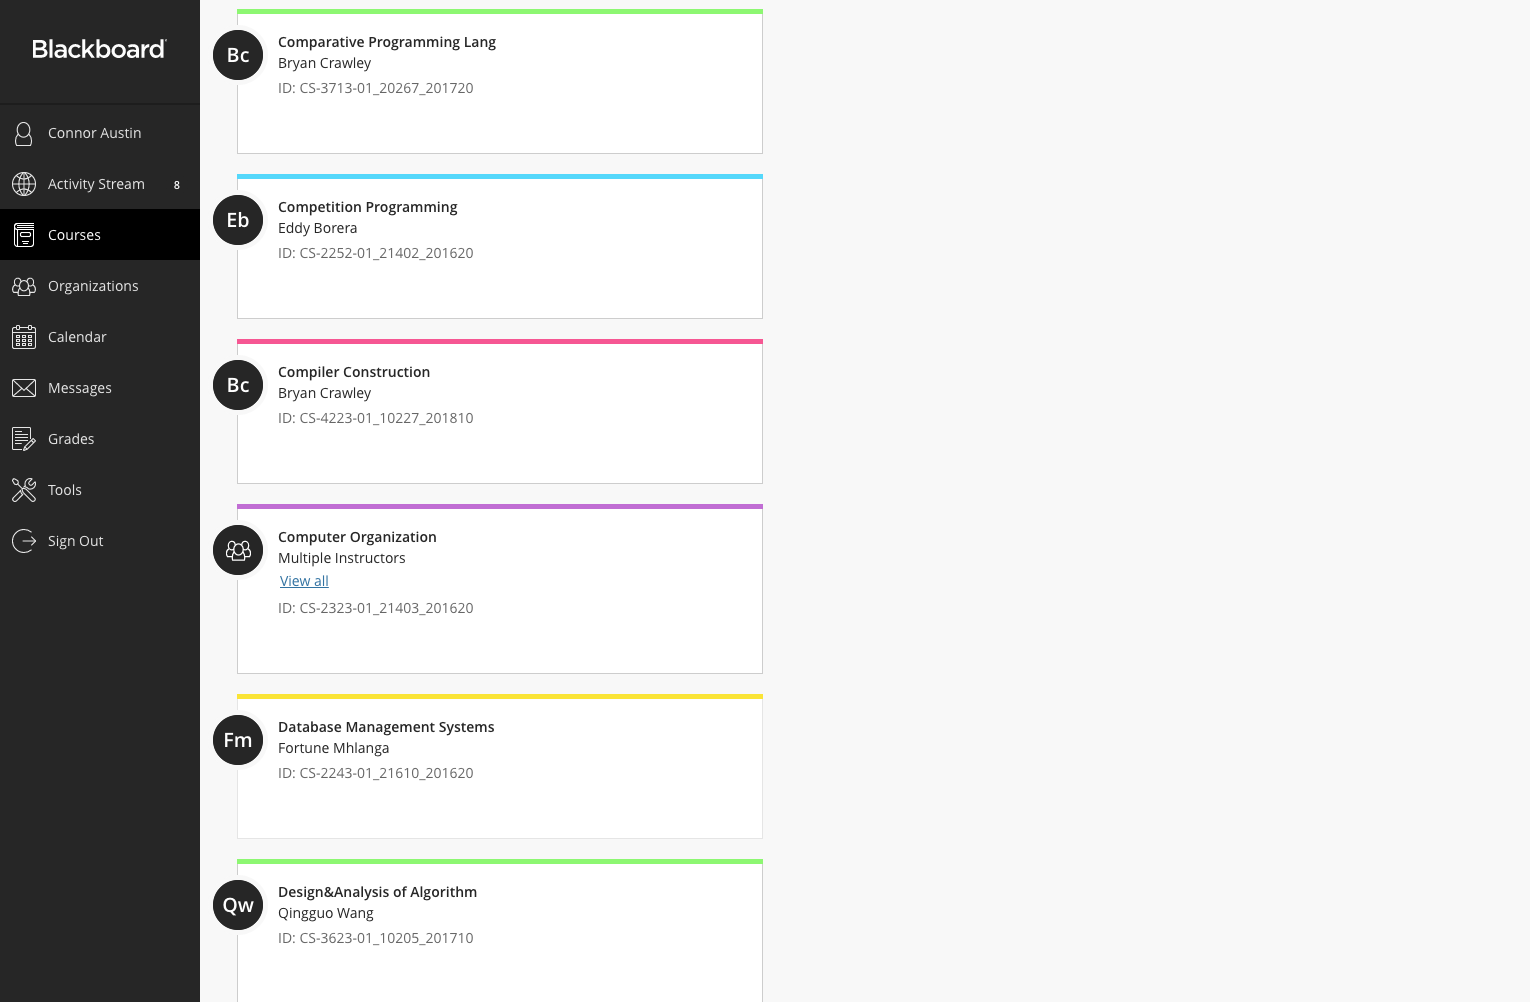 Blackboard
Connor Austin
Activity Stream 8
Courses
Organizations
Calendar
Messages
Grades
Tools
Sign Out
Bc
Comparative Programming Lang
Bryan Crawley
ID: CS-3713-01_20267_201720
Eb
Competition Programming
Eddy Borera
ID: CS-2252-01_21402_201620
Bc
Compiler Construction
Bryan Crawley
ID: CS-4223-01_10227_201810
Computer Organization
Multiple Instructors
View all
ID: CS-2323-01_21403_201620
Fm
Database Management Systems
Fortune Mhlanga
ID: CS-2243-01_21610_201620
Qw
Design&Analysis of Algorithm
Qingguo Wang
ID: CS-3623-01_10205_201710